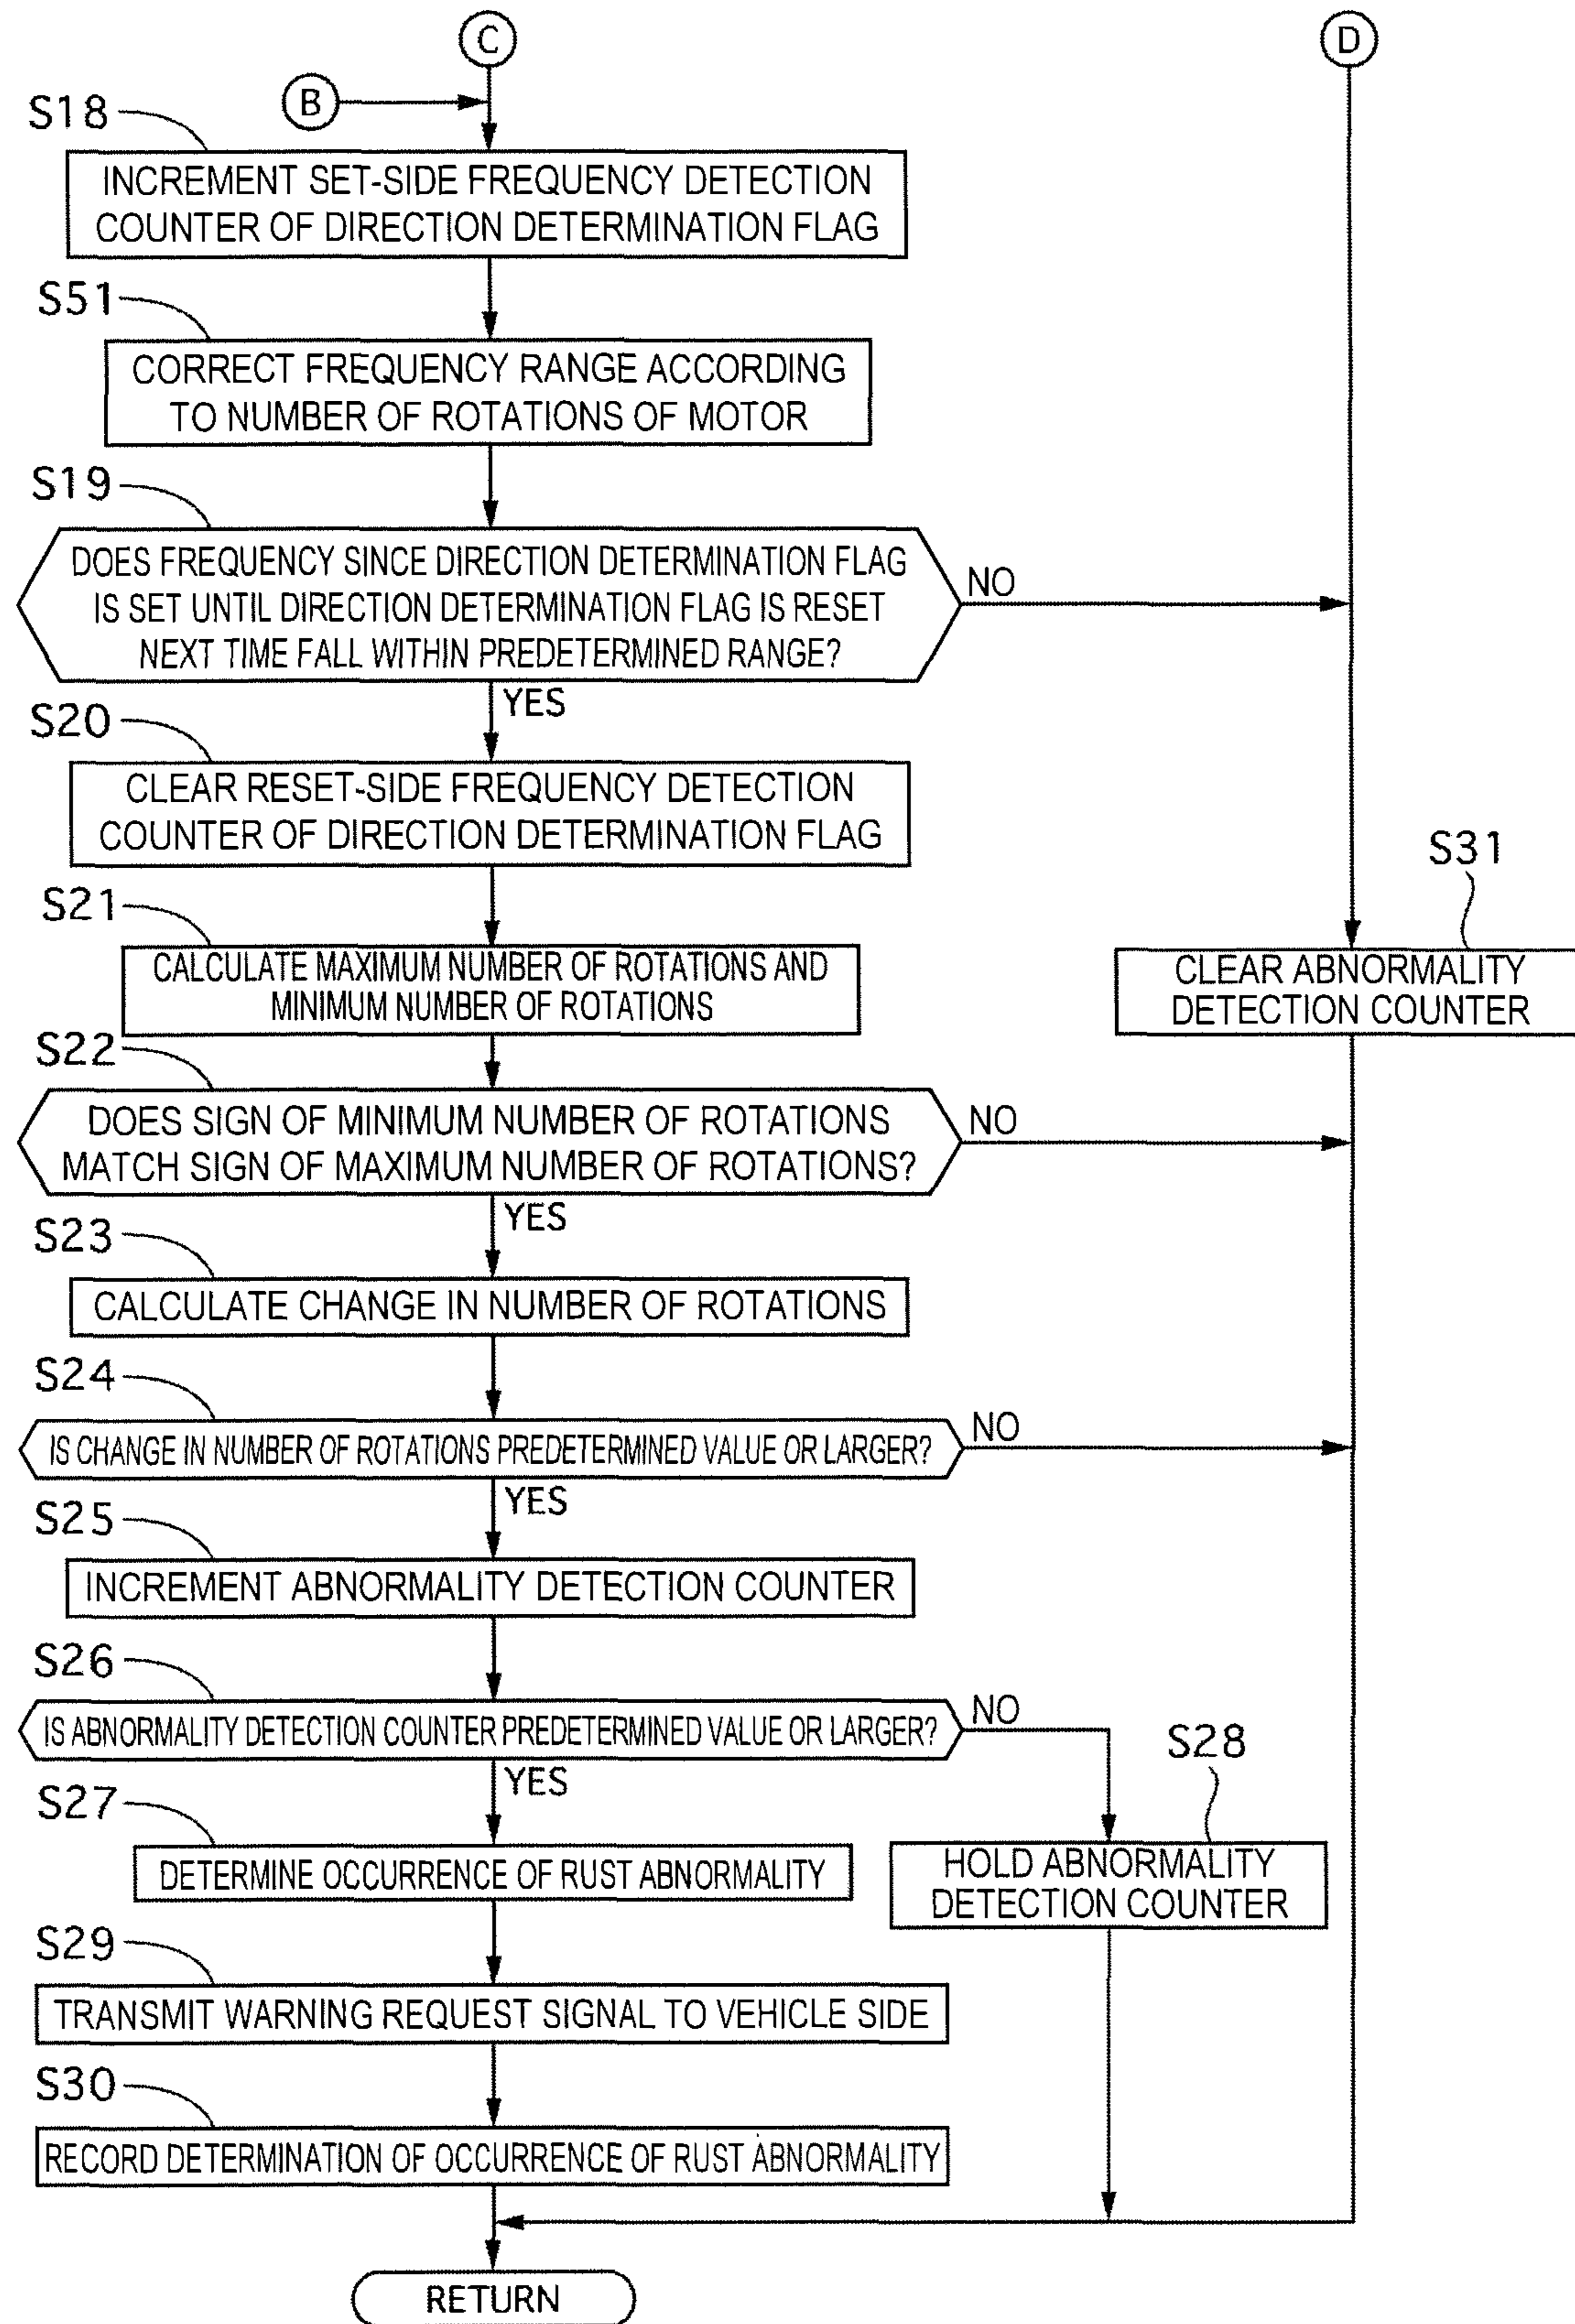 C
D
B
S18
INCREMENT SET-SIDE FREQUENCY DETECTION
COUNTER OF DIRECTION DETERMINATION FLAG
S51
CORRECT FREQUENCY RANGE ACCORDING
TO NUMBER OF ROTATIONS OF MOTOR
S19
DOES FREQUENCY SINCE DIRECTION DETERMINATION FLAG
IS SET UNTIL DIRECTION DETERMINATION FLAG IS RESET
NEXT TIME FALL WITHIN PREDETERMINED RANGE?
NO
YES
S20
CLEAR RESET-SIDE FREQUENCY DETECTION
COUNTER OF DIRECTION DETERMINATION FLAG
S31
CLEAR ABNORMALITY
DETECTION COUNTER
S21
CALCULATE MAXIMUM NUMBER OF ROTATIONS AND
MINIMUM NUMBER OF ROTATIONS
S22
DOES SIGN OF MINIMUM NUMBER OF ROTATIONS
MATCH SIGN OF MAXIMUM NUMBER OF ROTATIONS?
NO
YES
S23
CALCULATE CHANGE IN NUMBER OF ROTATIONS
S24
IS CHANGE IN NUMBER OF ROTATIONS PREDETERMINED VALUE OR LARGER?
NO
YES
S25
INCREMENT ABNORMALITY DETECTION COUNTER
S26
IS ABNORMALITY DETECTION COUNTER PREDETERMINED VALUE OR LARGER?
NO
YES
S28
HOLD ABNORMALITY
DETECTION COUNTER
S27
DETERMINE OCCURRENCE OF RUST ABNORMALITY
S29
TRANSMIT WARNING REQUEST SIGNAL TO VEHICLE SIDE
S30
RECORD DETERMINATION OF OCCURRENCE OF RUST ABNORMALITY
RETURN